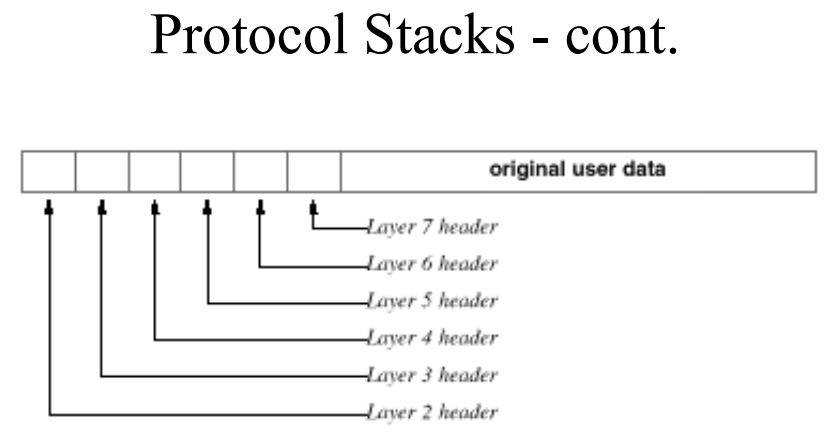 Protocol Stacks - cont.
original user data
Layer 7 header
Layer 6 header
Layer 5 header
Layer 4 header
Layer 3 header
Layer 2 header